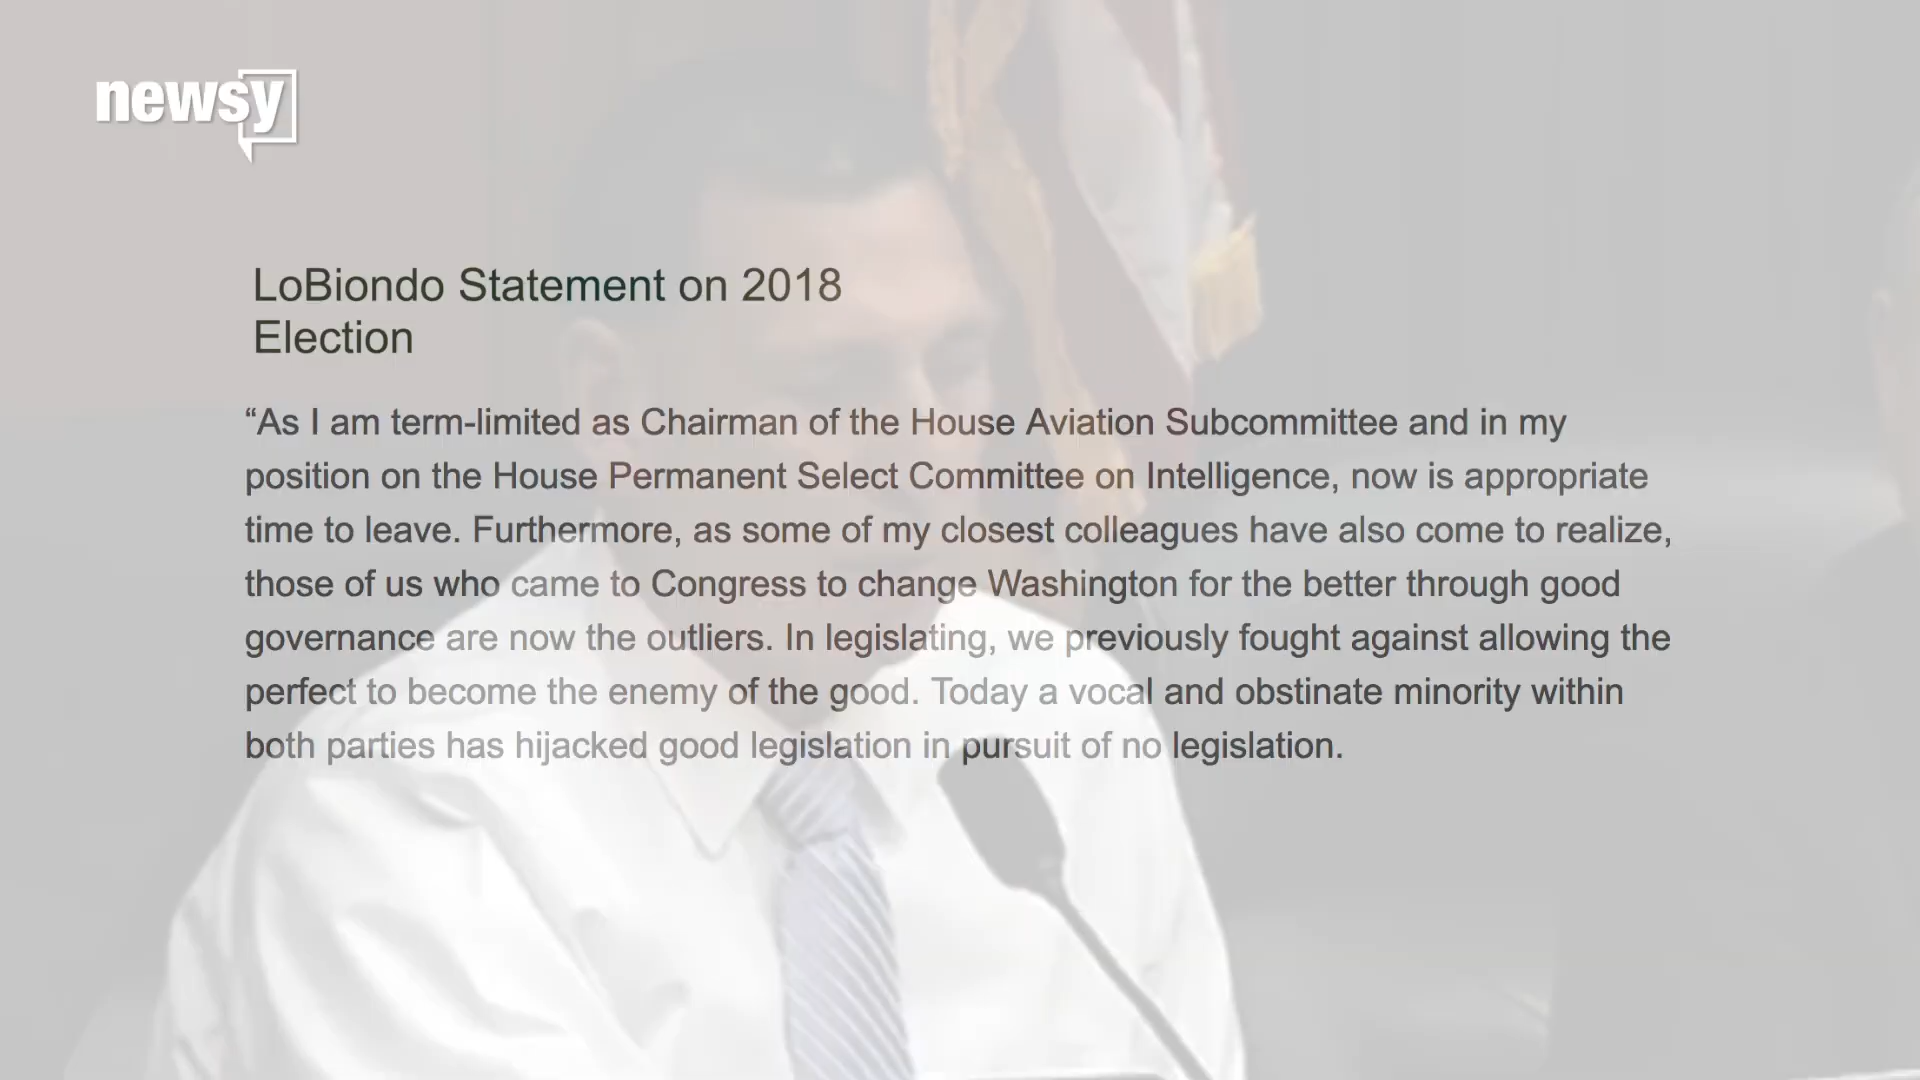 newsy
LoBiondo Statement on 2018
Election
“As I am term-limited as Chairman of the House Aviation Subcommittee and in my
position on the House Permanent Select Committee on Intelligence, now is appropriate
time to leave. Furthermore, as some of my closest colleagues have also come to realize,
those of us who came to Congress to change Washington for the better through good
governance are now the outliers. In legislating, we previously fought against allowing the
perfect to become the enemy of the good. Today a vocal and obstinate minority within
both parties has hijacked good legislation in pursuit of no legislation.